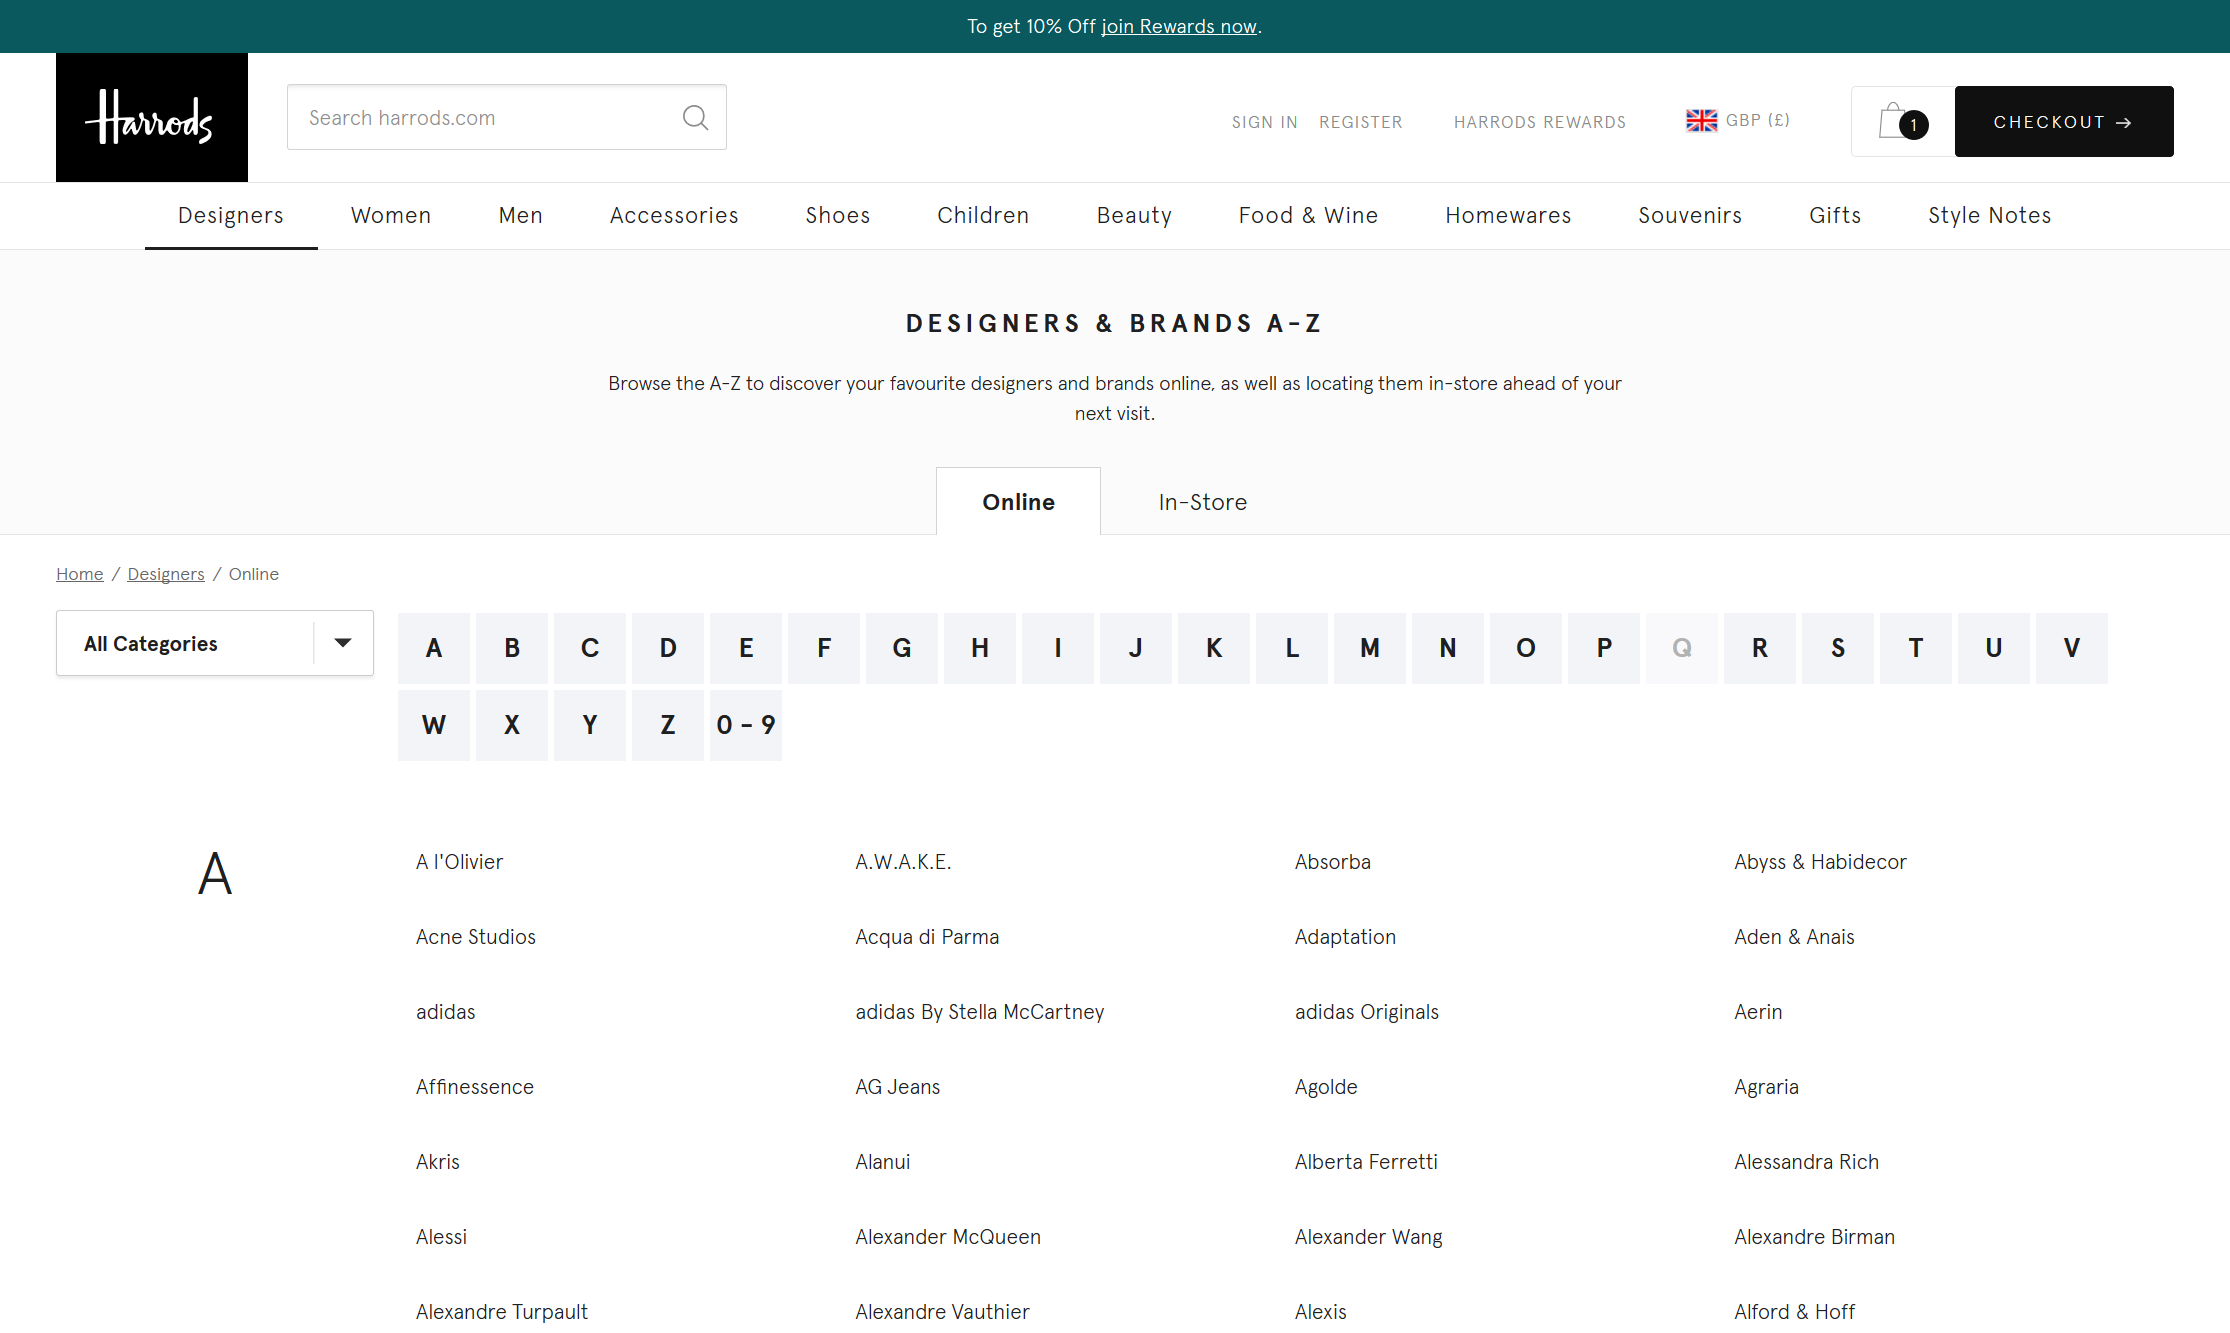 To get 10% Off join Rewards now.
Harrods
Search harrods.com
SIGN IN REGISTER HARRODS REWARDS GBP (£) 1 CHECKOUT →
Designers Women Men Accessories Shoes Children Beauty Food & Wine Homewares Souvenirs Gifts Style Notes
DESIGNERS & BRANDS A-Z
Browse the A-Z to discover your favourite designers and brands online, as well as locating them in-store ahead of your
next visit.
Online In-Store
Home / Designers / Online
All Categories
A B C D E F G H I J K L M N O P Q R S T U V
W X Y Z 0 - 9
A
A l'Olivier A.W.A.K.E. Absorba Abyss & Habidecor
Acne Studios Acqua di Parma Adaptation Aden & Anais
adidas adidas By Stella McCartney adidas Originals Aerin
Affinessence AG Jeans Agolde Agraria
Akris Alanui Alberta Ferretti Alessandra Rich
Alessi Alexander McQueen Alexander Wang Alexandre Birman
Alexandre Turpault Alexandre Vauthier Alexis Alford & Hoff